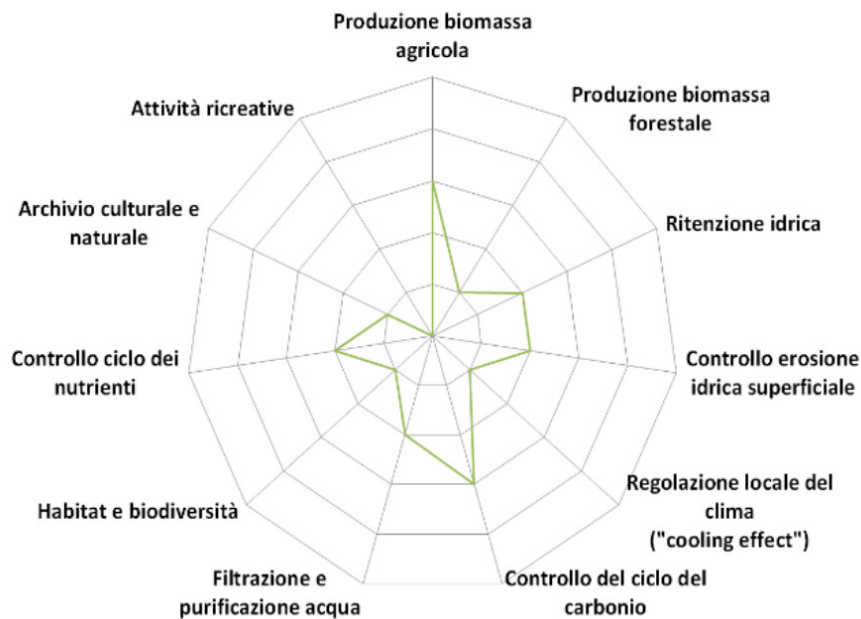 Produzione biomassa
agricola
Produzione biomassa
forestale
Ritenzione idrica
Controllo erosione
idrica superficiale
Regolazione locale del
clima
("cooling effect")
Controllo del ciclo del
carbonio
Filtrazione e
purificazione acqua
Habitat e biodiversità
Controllo ciclo dei
nutrienti
Archivio culturale e
naturale
Attività ricreative